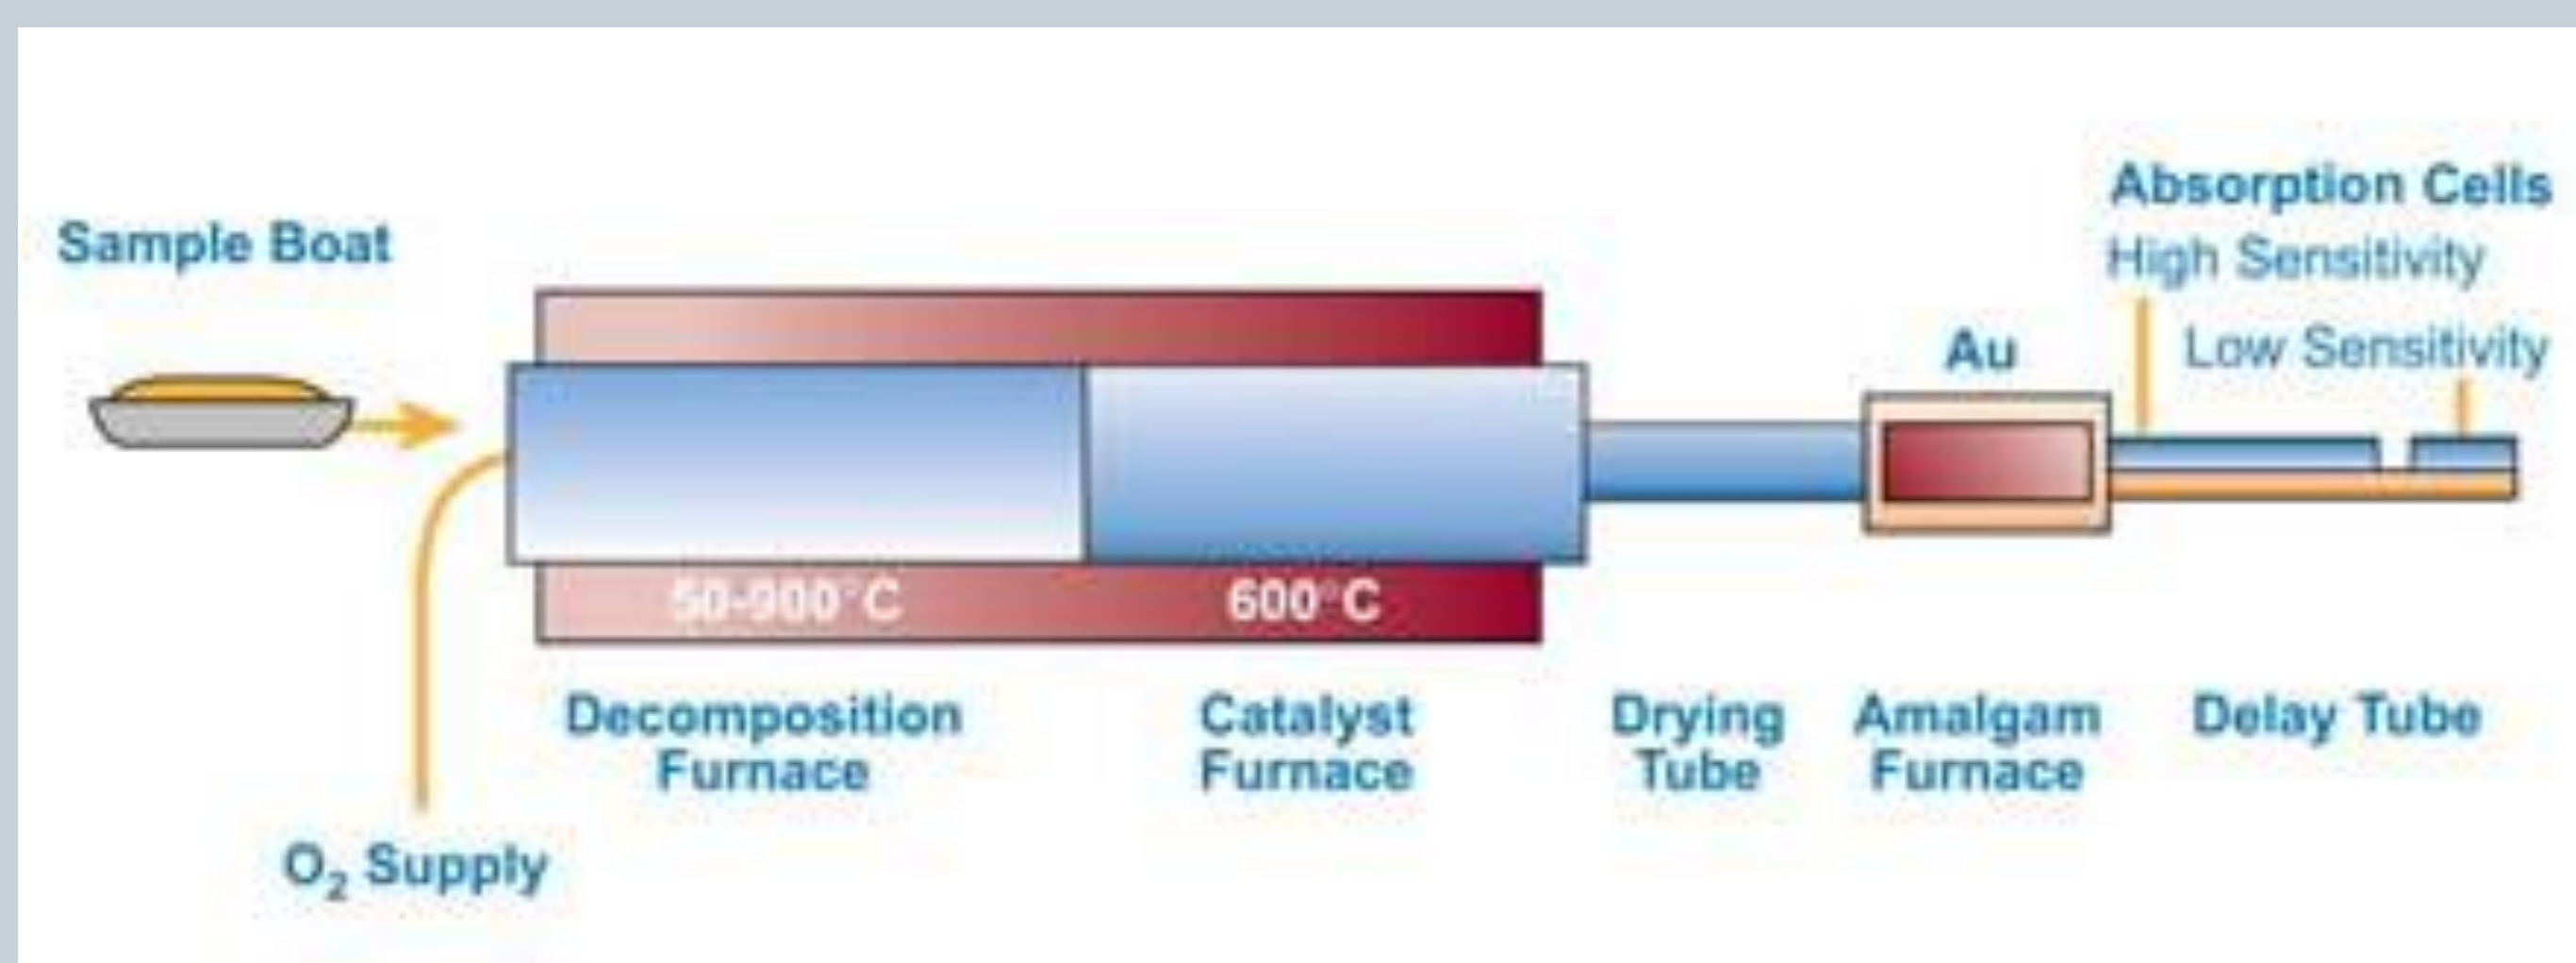 Absorption Cells
High Sensitivity
Low Sensitivity
Sample Boat
Au
50-900°C
600°C
Decomposition
Furnace
Catalyst
Furnace
Drying
Tube
Amalgam
Furnace
Delay Tube
O₂ Supply